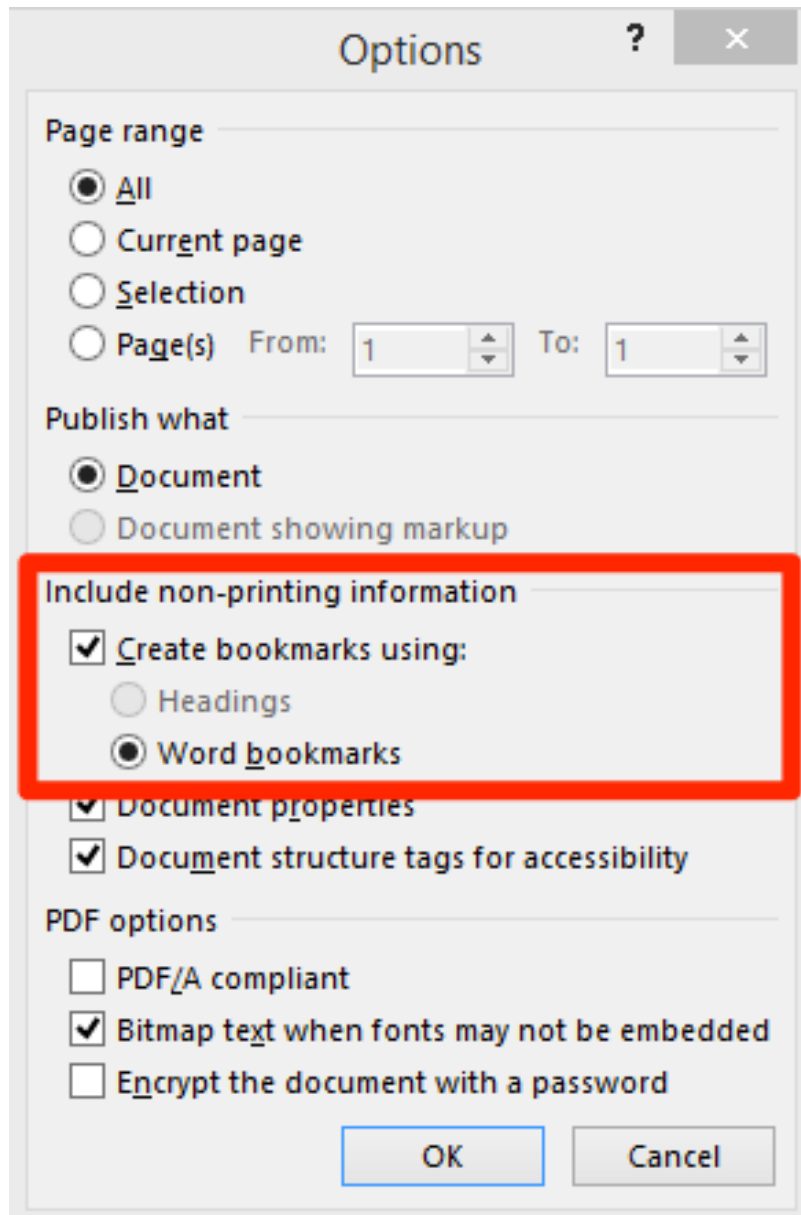 Options ?
Page range
All
Current page
Selection
Page(s) From: 1 To: 1
Publish what
Document
Document showing markup
Include non-printing information
Create bookmarks using:
Headings
Word bookmarks
Document properties
Document structure tags for accessibility
PDF options
PDF/A compliant
Bitmap text when fonts may not be embedded
Encrypt the document with a password
OK Cancel